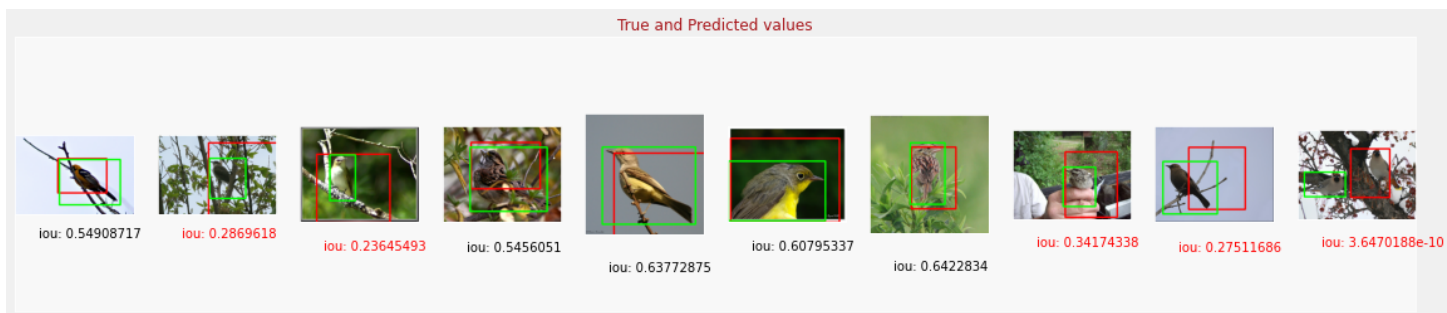 True and Predicted values
iou: 0.54908717
iou: 0.2869618
iou: 0.23645493
iou: 0.5456051
iou: 0.63772875
iou: 0.60795337
iou: 0.6422834
iou: 0.34174338
iou: 0.27511686
iou: 3.6470188e-10